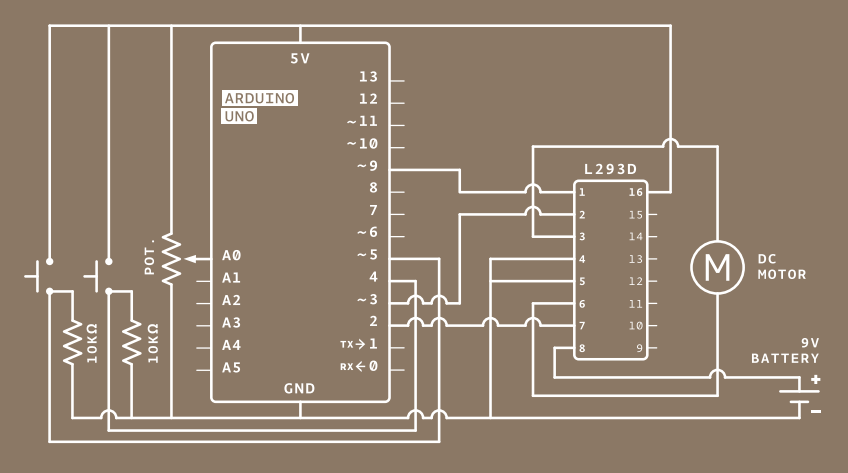 5V
ARDUINO
UNO
13
12
~11
~10
~9
8
7
~6
~5
4
~3
2
TX→1
RX←0
A0
A1
A2
A3
A4
A5
GND
POT.
10KΩ
10KΩ
L293D
1 16
2 15
3 14
4 13
5 12
6 11
7 10
8 9
M
DC
MOTOR
9V
BATTERY
+
−